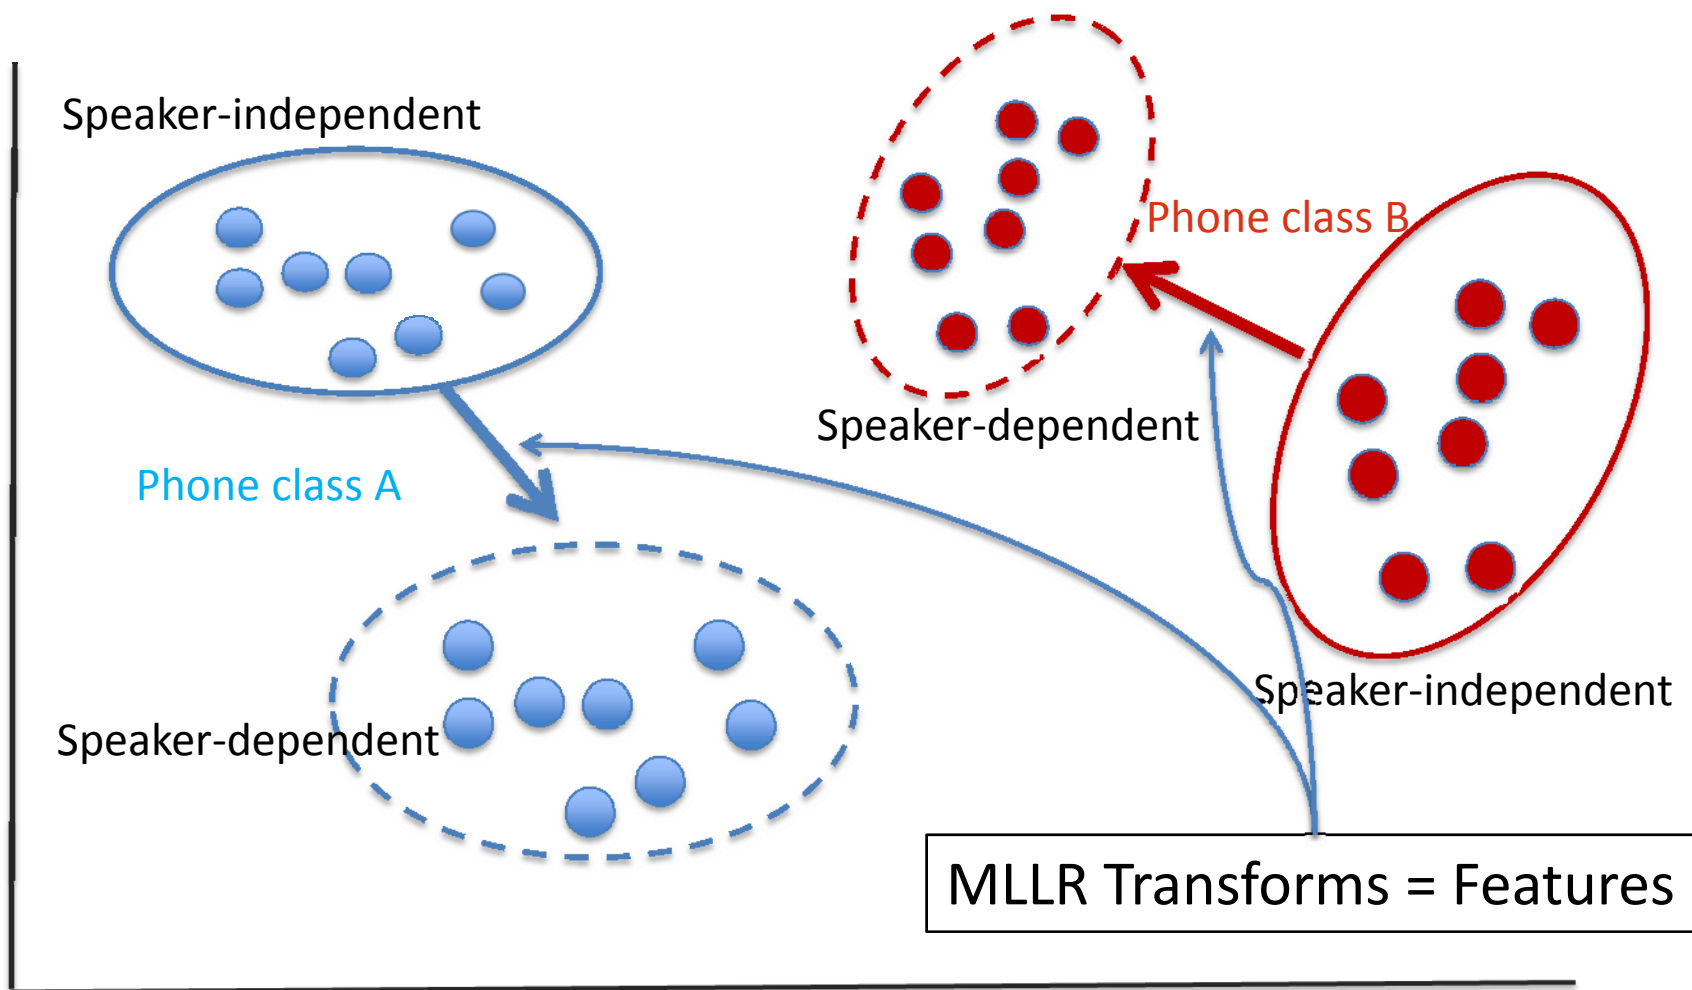 Speaker-independent
Phone class B
Speaker-dependent
Phone class A
Speaker-independent
Speaker-dependent
MLLR Transforms = Features